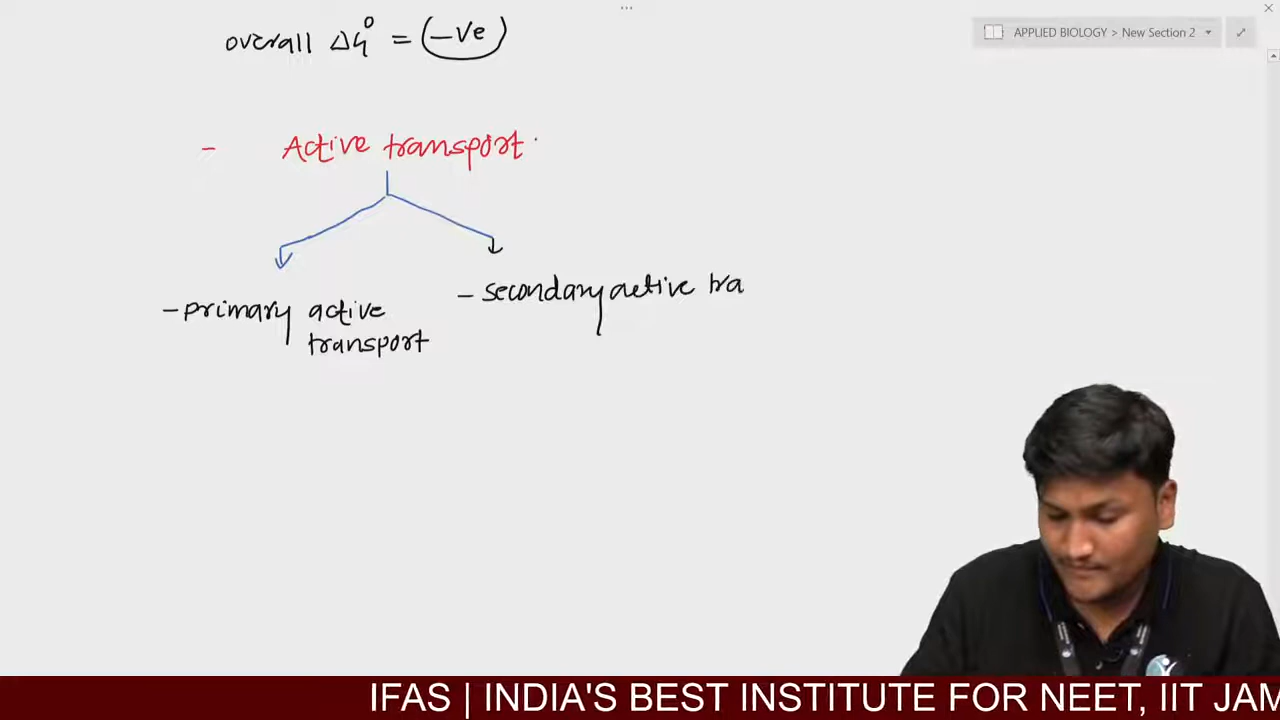 overall ΔG° = (-ve)
APPLIED BIOLOGY > New Section 2
- Active transport
- primary active
transport
- secondary active tra
IFAS | INDIA'S BEST INSTITUTE FOR NEET, IIT JAM